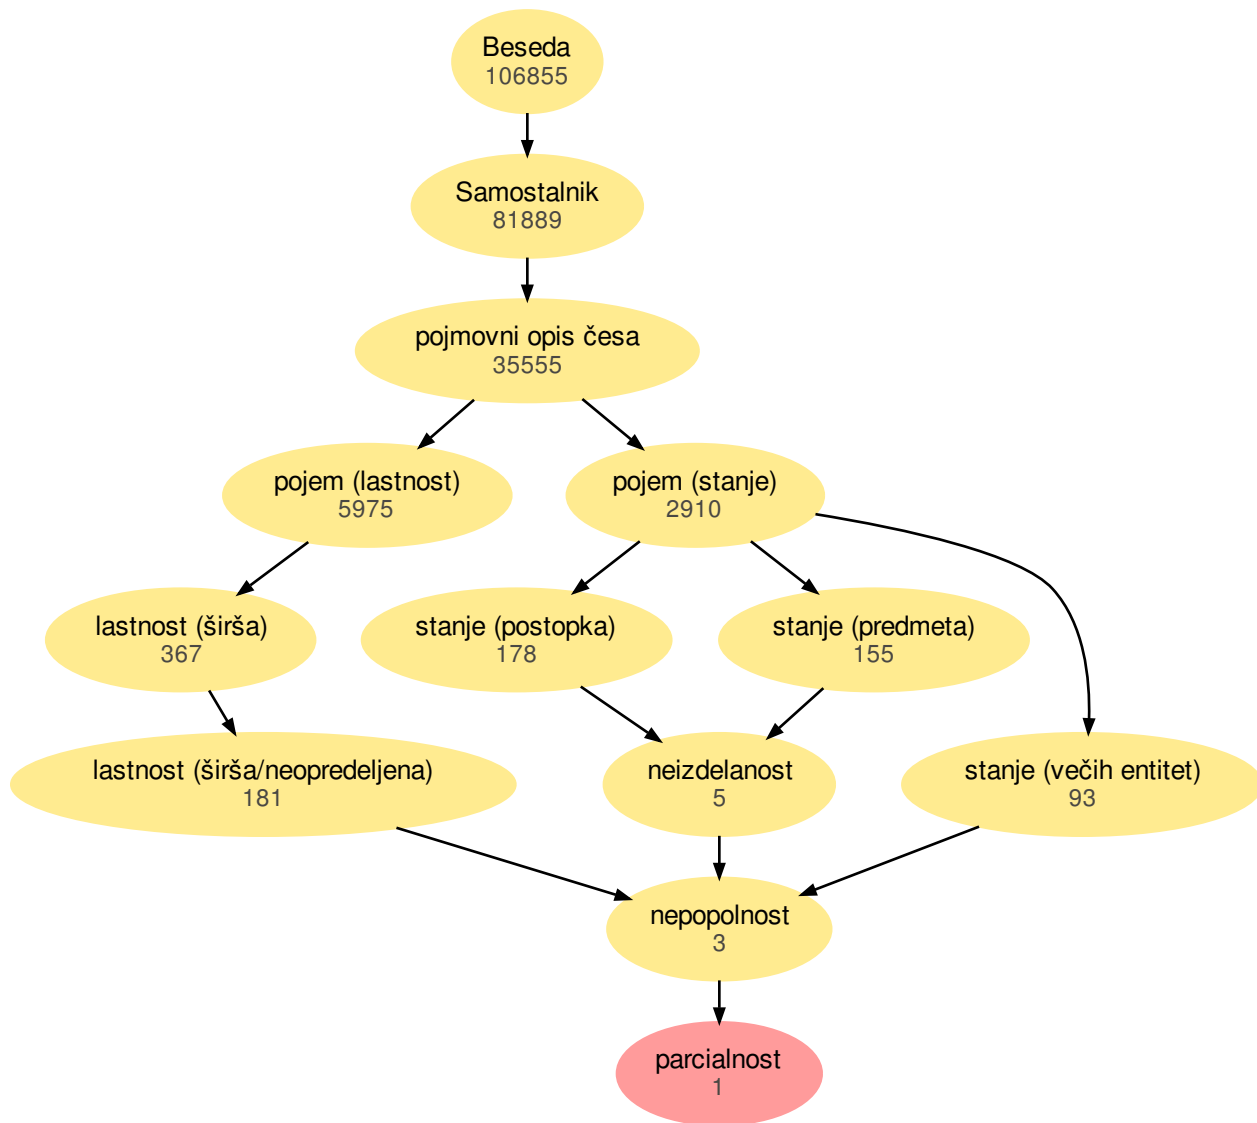 Beseda
106855
Samostalnik
81889
pojmovni opis česa
35555
pojem (lastnost)
5975
pojem (stanje)
2910
lastnost (širša)
367
stanje (postopka)
178
stanje (predmeta)
155
lastnost (širša/neopredeljena)
181
neizdelanost
5
stanje (večih entitet)
93
nepopolnost
3
parcialnost
1